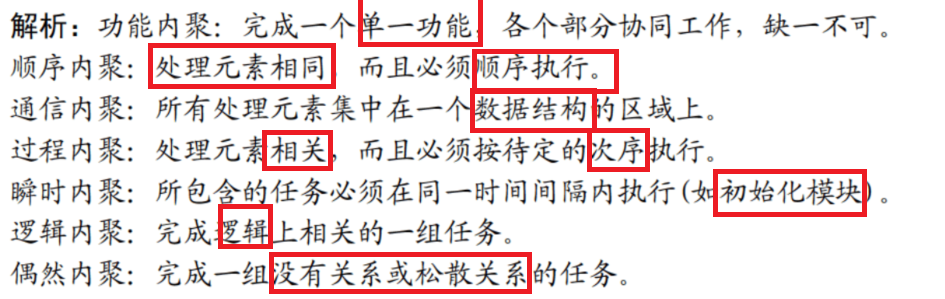 解析：功能内聚：完成一个单一功能，各个部分协同工作，缺一不可。
顺序内聚：处理元素相同，而且必须顺序执行。
通信内聚：所有处理元素集中在一个数据结构的区域上。
过程内聚：处理元素相关，而且必须按待定的次序执行。
瞬时内聚：所包含的任务必须在同一时间间隔内执行(如初始化模块)。
逻辑内聚：完成逻辑上相关的一组任务。
偶然内聚：完成一组没有关系或松散关系的任务。